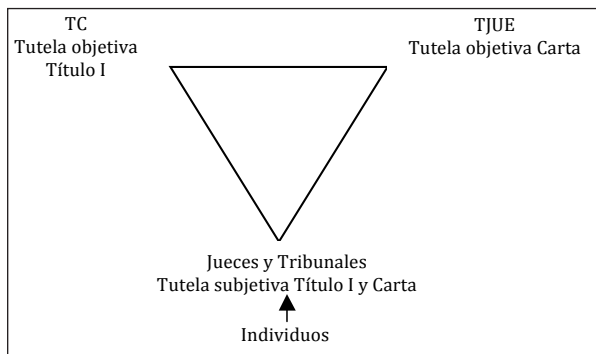 TC
Tutela objetiva
Título I
TJUE
Tutela objetiva Carta
Jueces y Tribunales
Tutela subjetiva Título I y Carta
Individuos